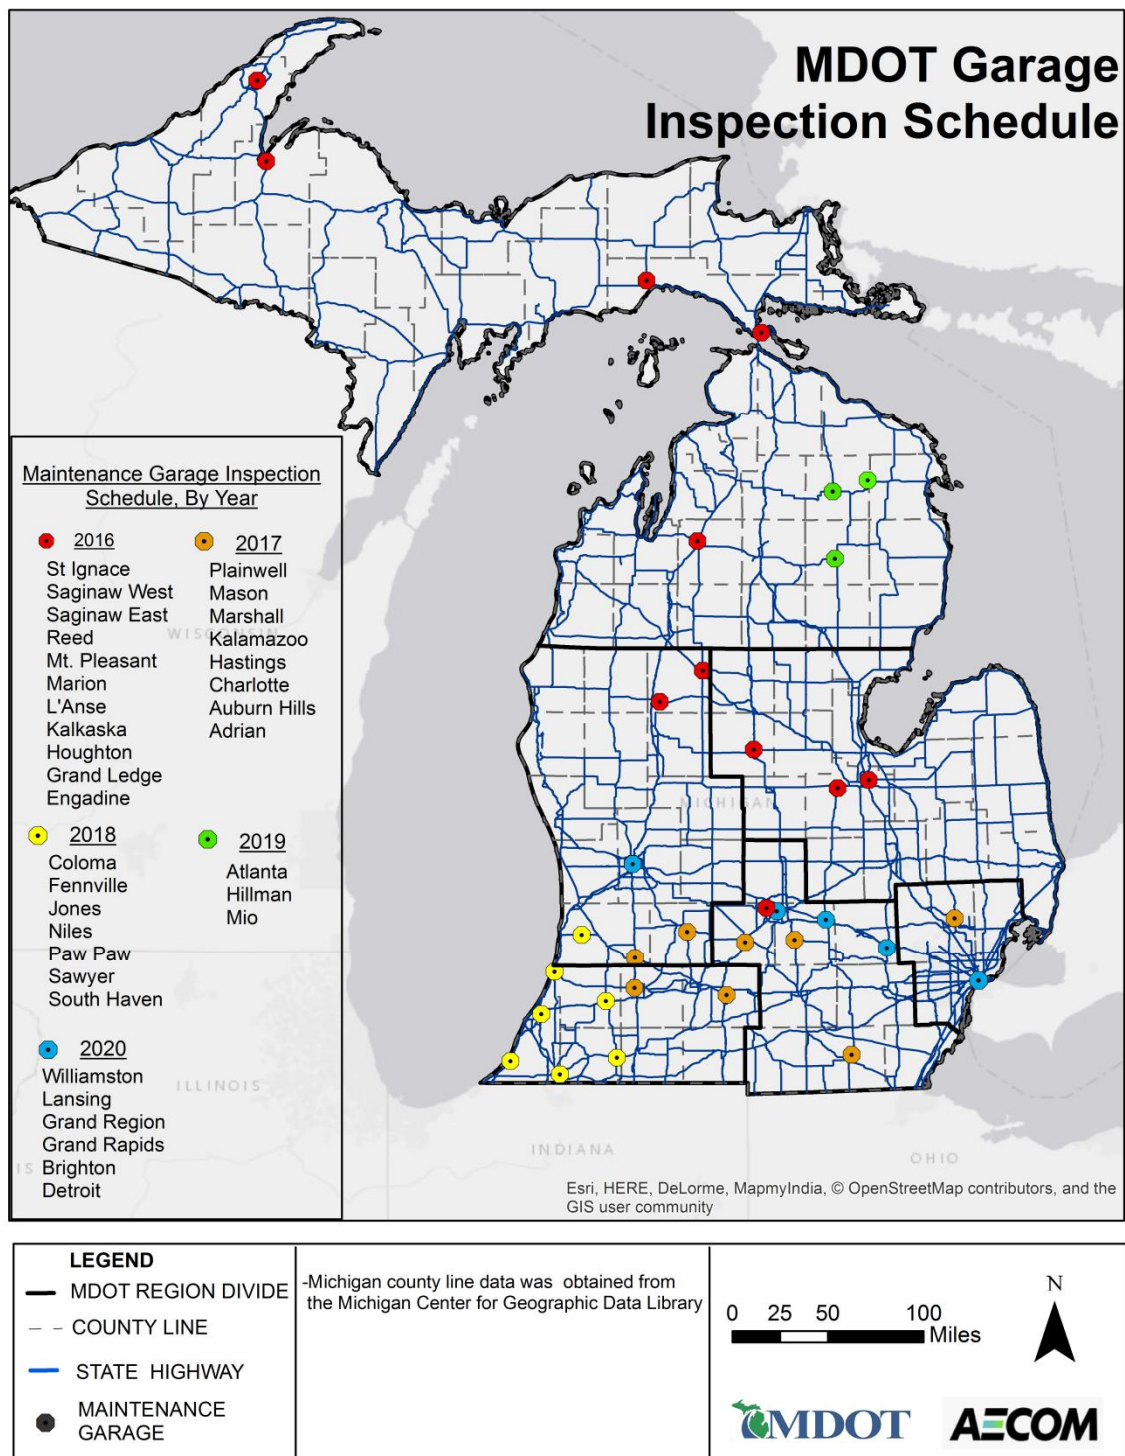 MDOT Garage
Inspection Schedule
Maintenance Garage Inspection
Schedule, By Year
2016
St Ignace
Saginaw West
Saginaw East
Reed
Mt. Pleasant
Marion
L'Anse
Kalkaska
Houghton
Grand Ledge
Engadine
2017
Plainwell
Mason
Marshall
Kalamazoo
Hastings
Charlotte
Auburn Hills
Adrian
2018
Coloma
Fennville
Jones
Niles
Paw Paw
Sawyer
South Haven
2019
Atlanta
Hillman
Mio
2020
Williamston
Lansing
Grand Region
Grand Rapids
Brighton
Detroit
WISCONSIN
MICHIGAN
ILLINOIS
IS
INDIANA
OHIO
Esri, HERE, DeLorme, MapmyIndia, © OpenStreetMap contributors, and the
GIS user community
LEGEND
MDOT REGION DIVIDE
COUNTY LINE
STATE HIGHWAY
MAINTENANCE
GARAGE
-Michigan county line data was obtained from
the Michigan Center for Geographic Data Library
0 25 50 100
Miles
N
MDOT
AECOM